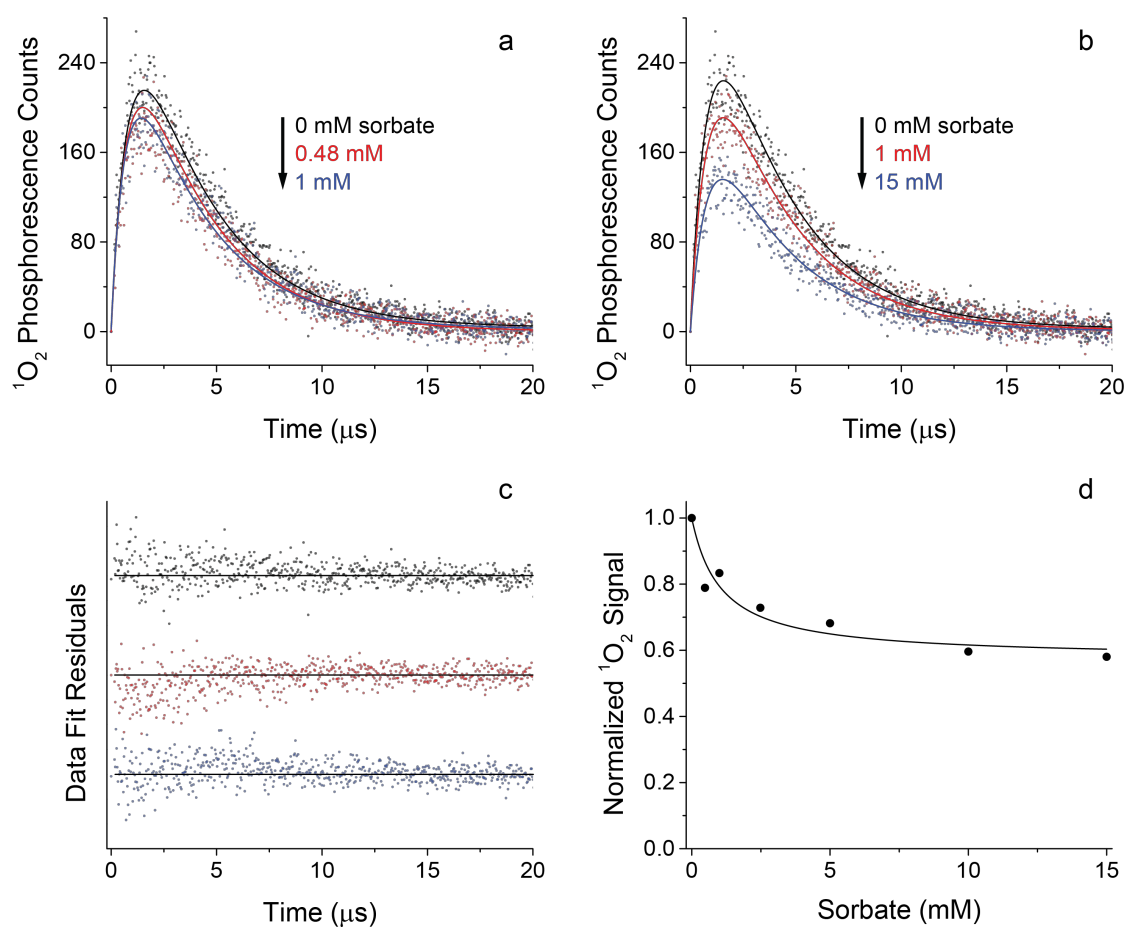 a
240
160
80
0
¹O₂ Phosphorescence Counts
0 mM sorbate
0.48 mM
1 mM
0 5 10 15 20
Time (μs)
b
240
160
80
0
¹O₂ Phosphorescence Counts
0 mM sorbate
1 mM
15 mM
0 5 10 15 20
Time (μs)
c
Data Fit Residuals
0 5 10 15 20
Time (μs)
d
1.0
0.8
0.6
0.4
0.2
0.0
Normalized ¹O₂ Signal
0 5 10 15
Sorbate (mM)